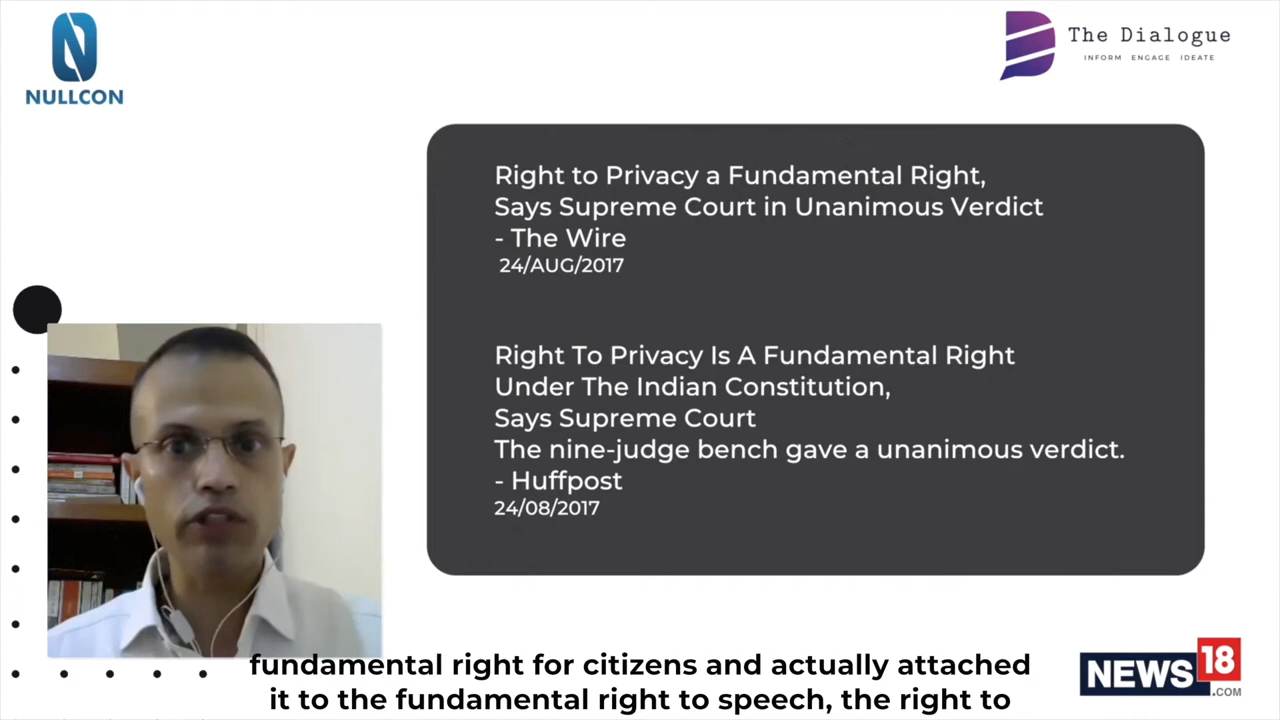 NULLCON
The Dialogue
INFORM ENGAGE IDEATE
Right to Privacy a Fundamental Right,
Says Supreme Court in Unanimous Verdict
- The Wire
24/AUG/2017
Right To Privacy Is A Fundamental Right
Under The Indian Constitution,
Says Supreme Court
The nine-judge bench gave a unanimous verdict.
- Huffpost
24/08/2017
fundamental right for citizens and actually attached
it to the fundamental right to speech, the right to
NEWS18
.COM